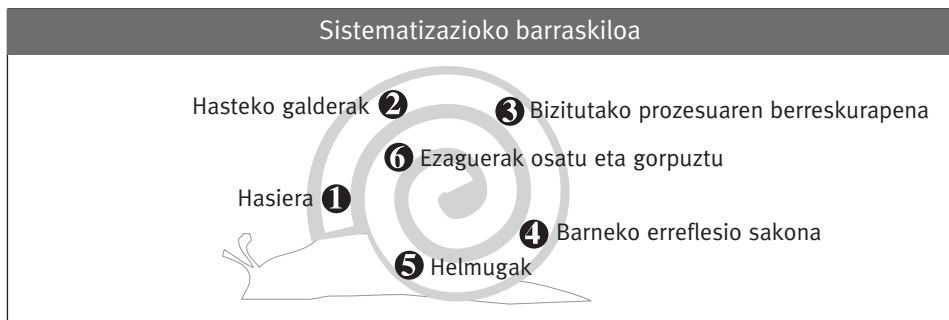 Sistematizazioko barraskiloa
Hasteko galderak 2
3 Bizitutako prozesuaren berreskurapena
6 Ezaguerak osatu eta gorpuztu
Hasiera 1
4 Barneko erreflesio sakona
5 Helmugak